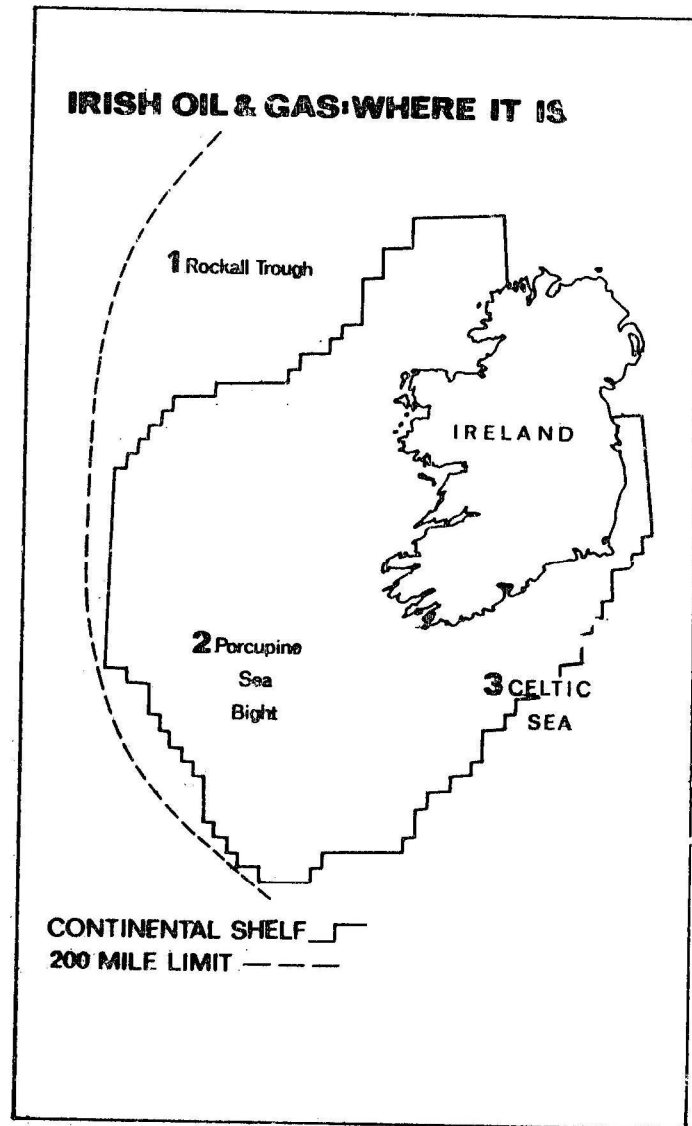 IRISH OIL & GAS: WHERE IT IS
1 Rockall Trough
IRELAND
2 Porcupine
Sea
Bight
3 CELTIC
SEA
CONTINENTAL SHELF
200 MILE LIMIT